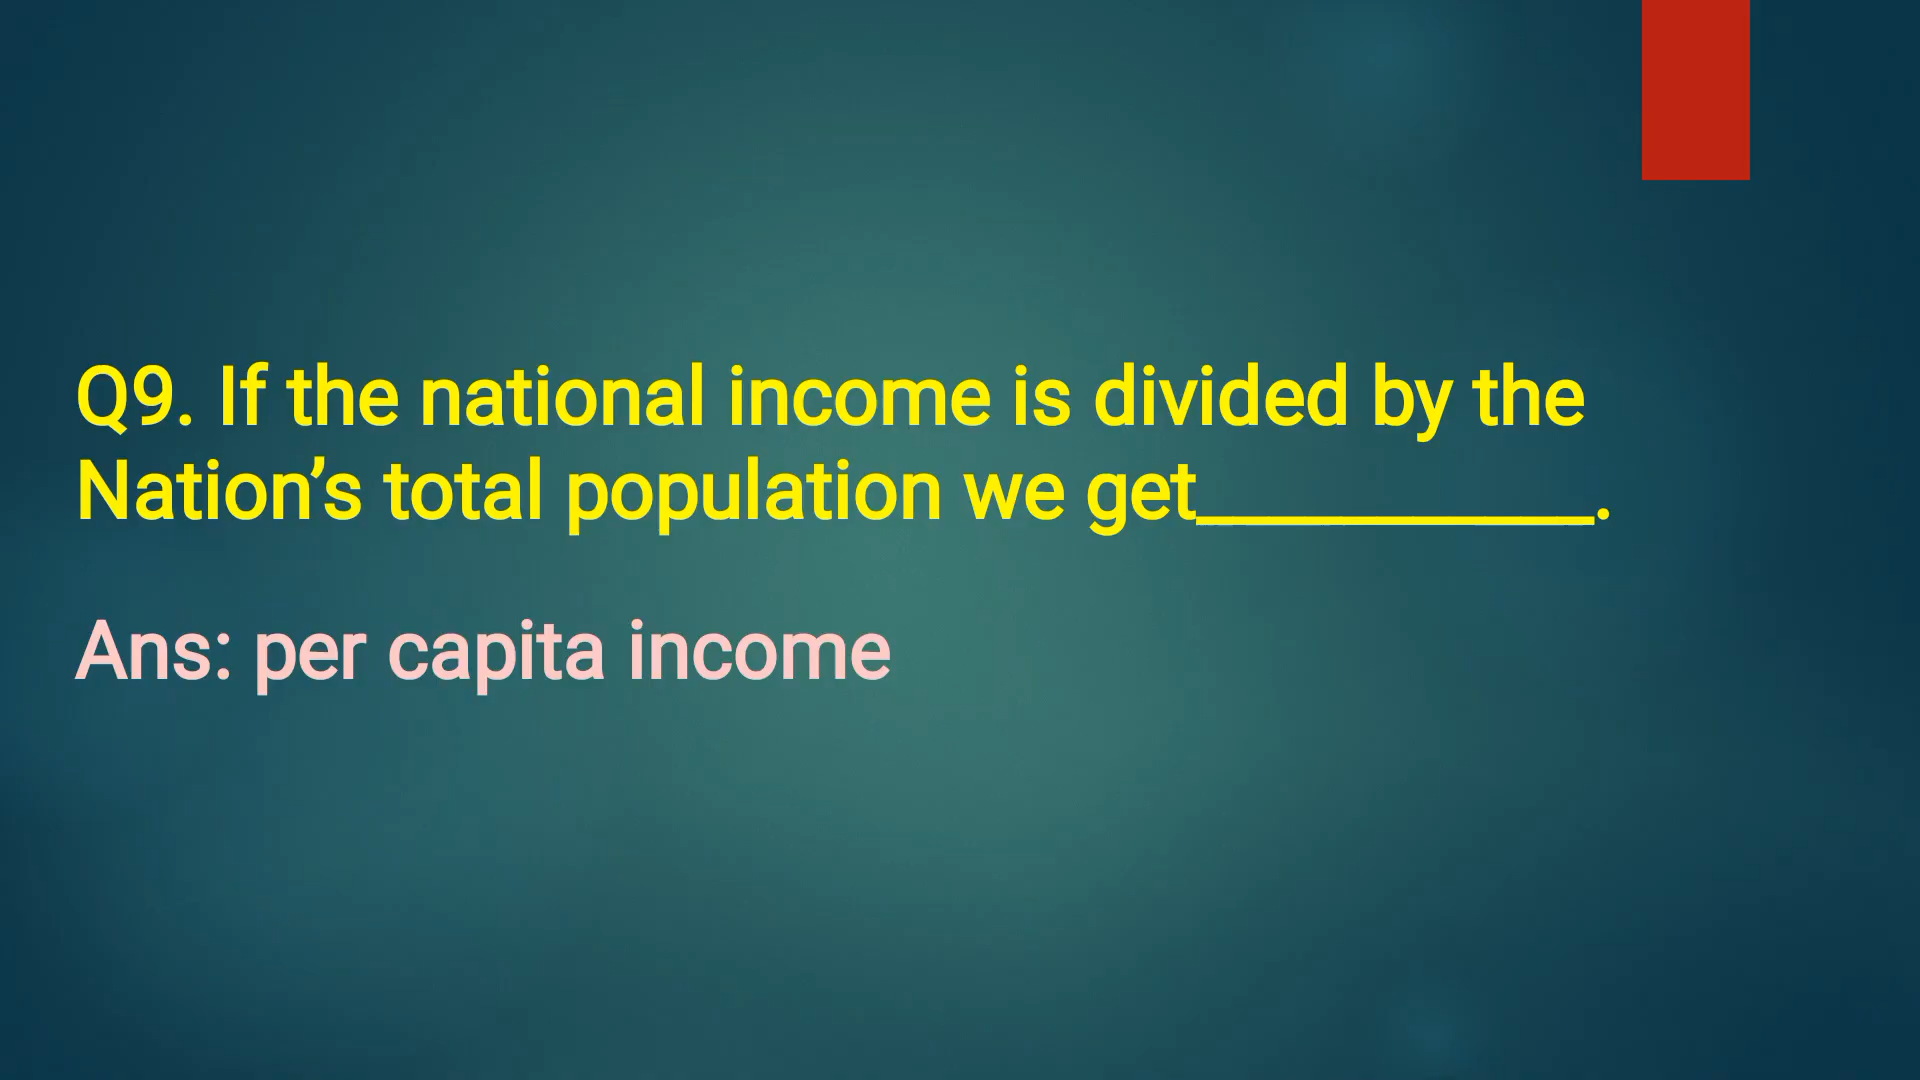 Q9. If the national income is divided by the
Nation’s total population we get___________.
Ans: per capita income